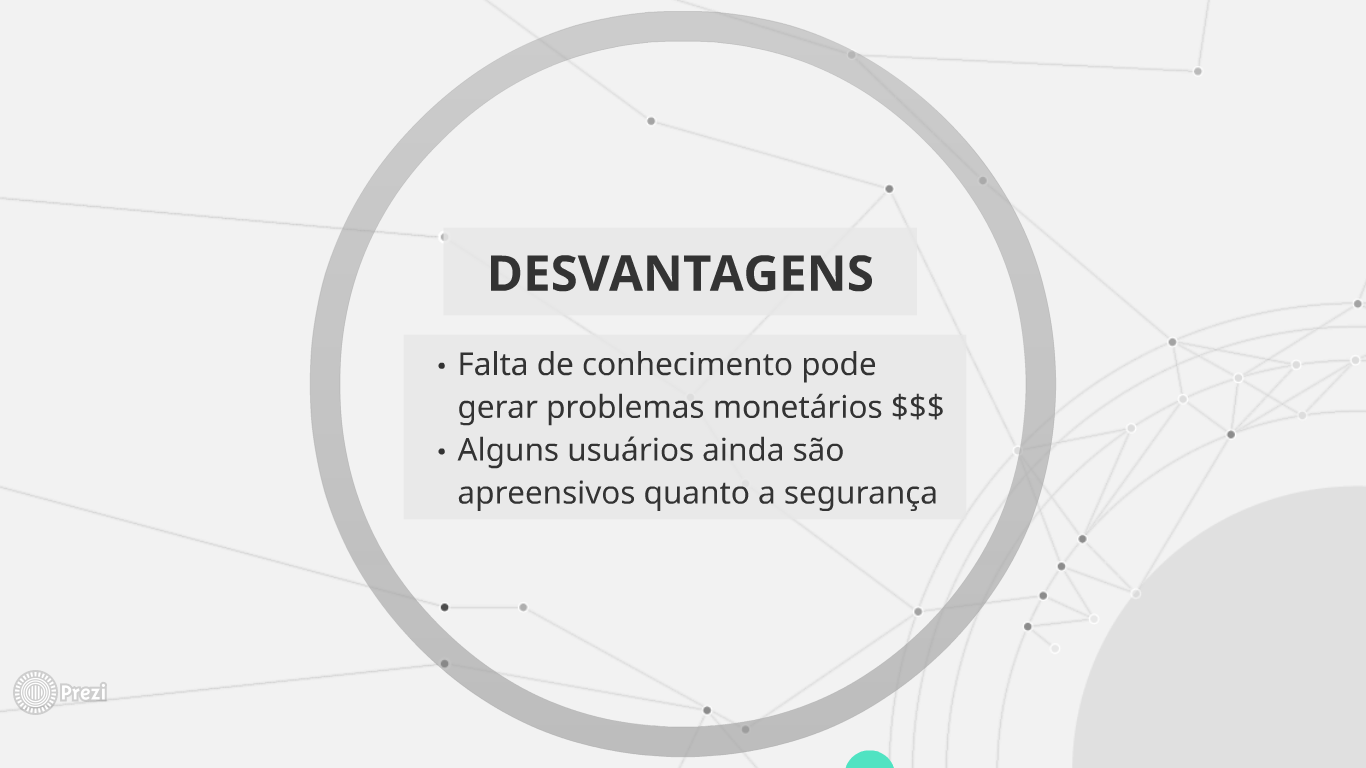 DESVANTAGENS
• Falta de conhecimento pode
gerar problemas monetários $$$
• Alguns usuários ainda são
apreensivos quanto a segurança
Prezi